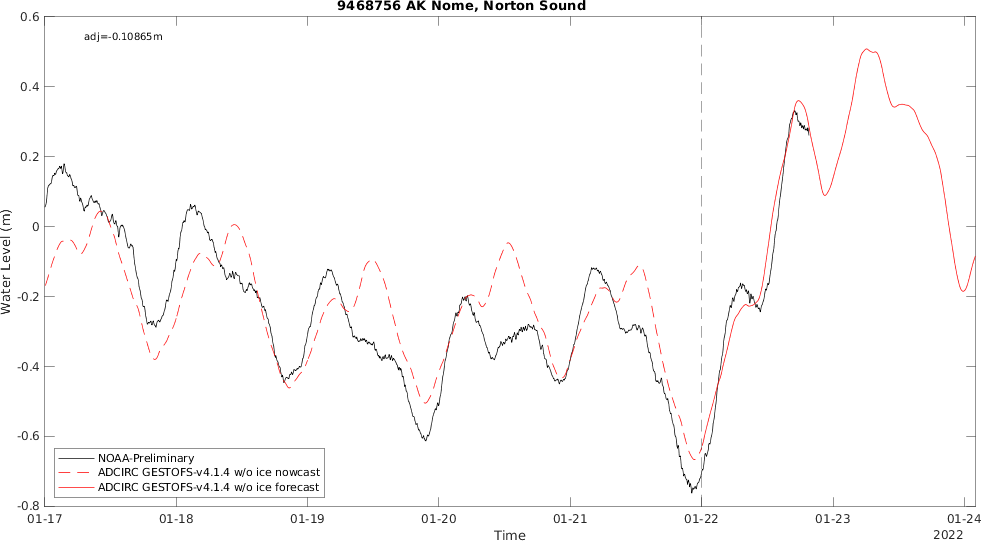 9468756 AK Nome, Norton Sound
adj=-0.10865m
0.6
0.4
0.2
0
-0.2
-0.4
-0.6
-0.8
Water Level (m)
NOAA-Preliminary
ADCIRC GESTOFS-v4.1.4 w/o ice nowcast
ADCIRC GESTOFS-v4.1.4 w/o ice forecast
01-17 01-18 01-19 01-20 01-21 01-22 01-23 01-24
Time
2022